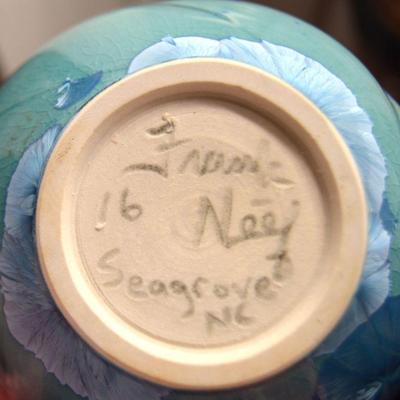 Frank
16 Neef
Seagrove
NC